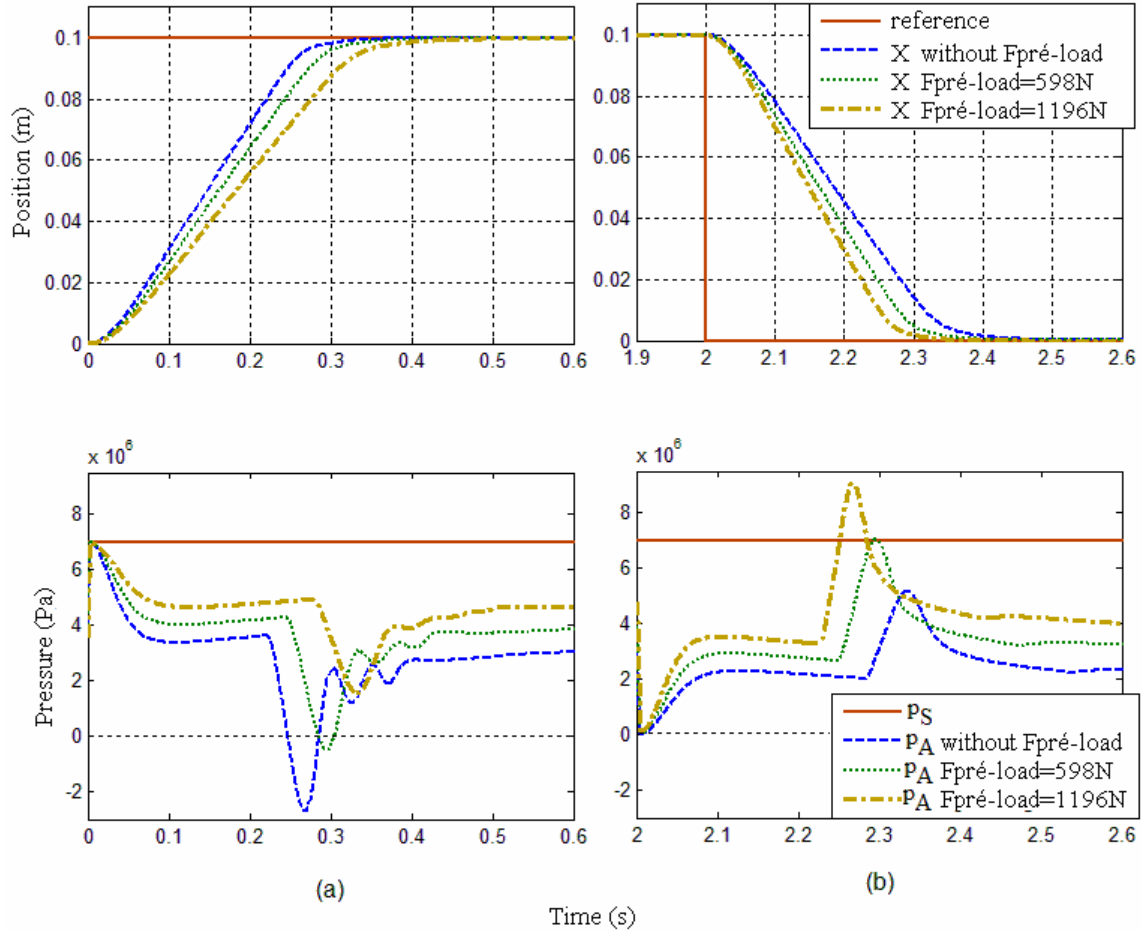 0.1
0.08
0.06
0.04
0.02
0
Position (m)
0 0.1 0.2 0.3 0.4 0.5 0.6
0.1
0.08
0.06
0.04
0.02
0
1.9 2 2.1 2.2 2.3 2.4 2.5 2.6
reference
X without Fpré-load
X Fpré-load=598N
X Fpré-load=1196N
x 10^6
8
6
4
2
0
-2
Pressure (Pa)
0 0.1 0.2 0.3 0.4 0.5 0.6
(a)
x 10^6
8
6
4
2
0
-2
2 2.1 2.2 2.3 2.4 2.5 2.6
pS
pA without Fpré-load
pA Fpré-load=598N
pA Fpré-load=1196N
(b)
Time (s)